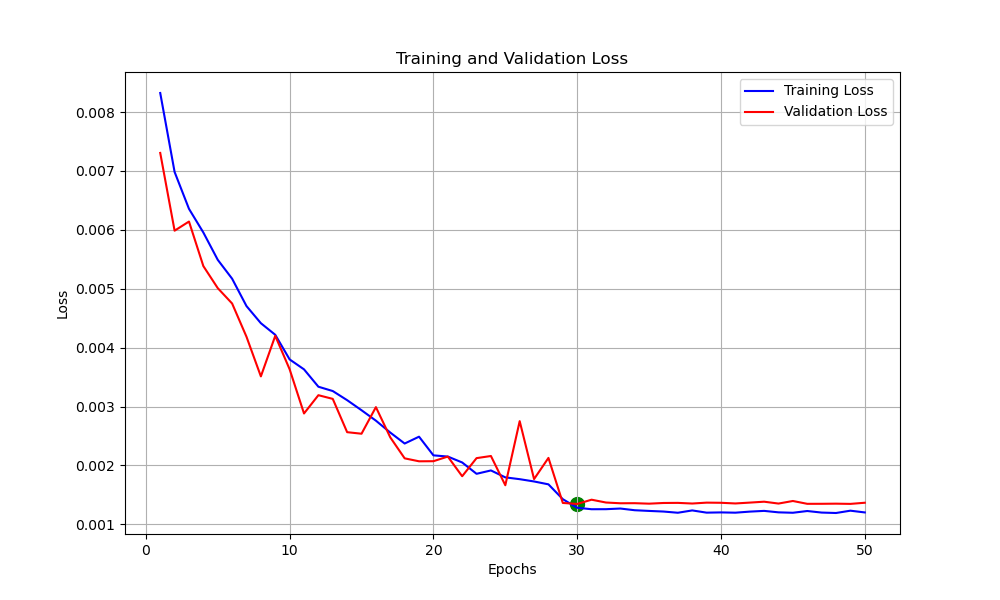 Training and Validation Loss
Training Loss
Validation Loss
0.008
0.007
0.006
0.005
0.004
0.003
0.002
0.001
Loss
0 10 20 30 40 50
Epochs